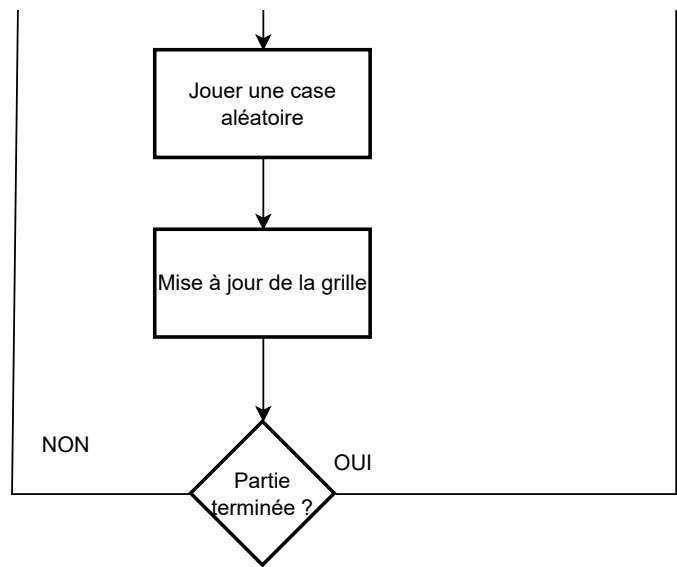 Jouer une case
aléatoire
Mise à jour de la grille
NON
OUI
Partie
terminée ?